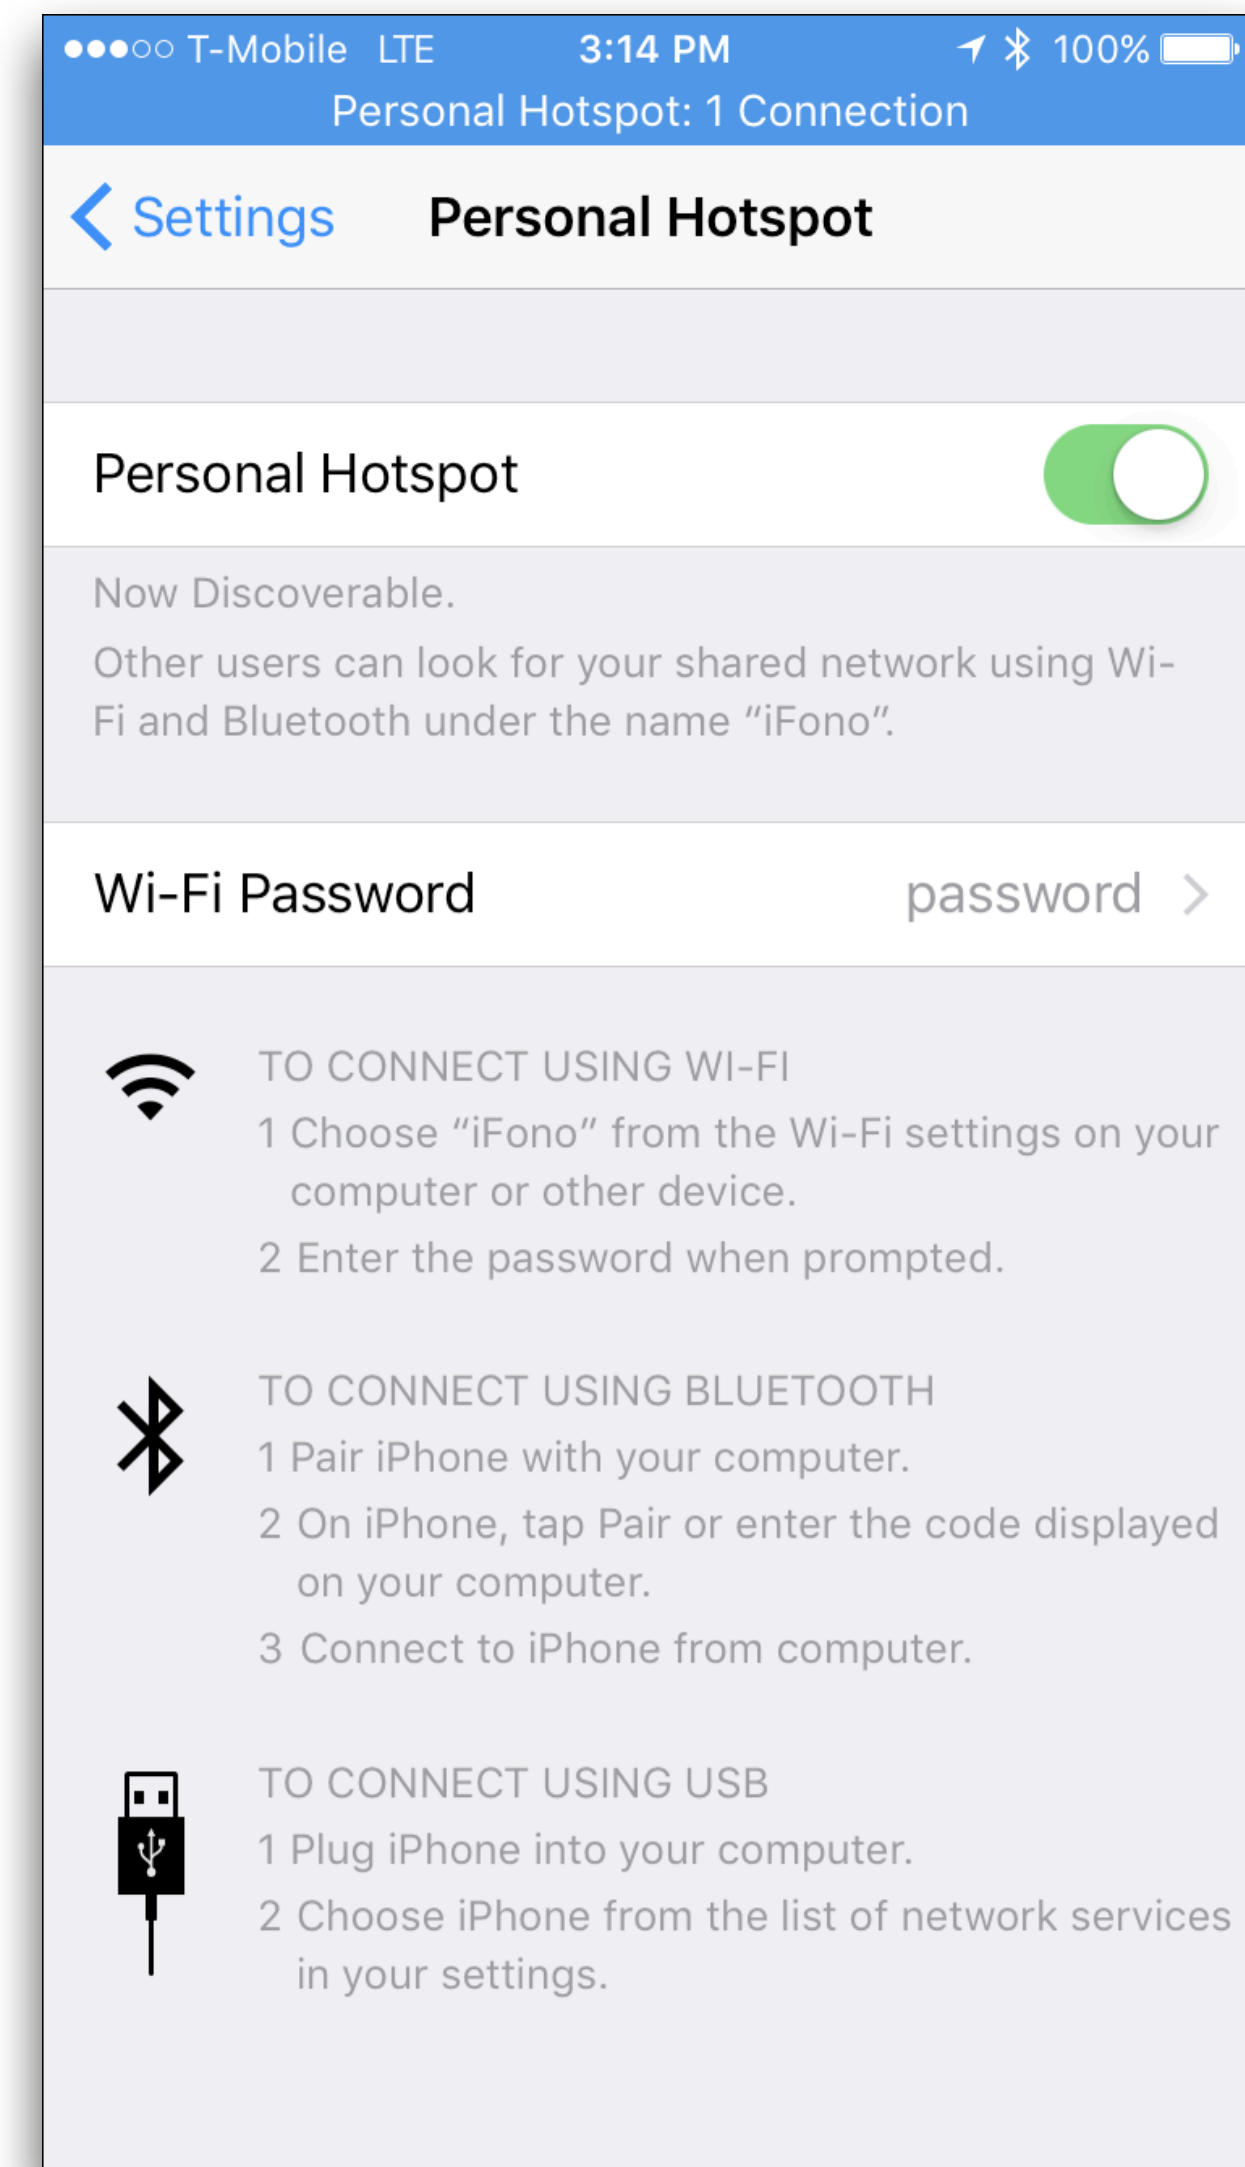 T-Mobile LTE 3:14 PM 100%
Personal Hotspot: 1 Connection
Settings Personal Hotspot
Personal Hotspot
Now Discoverable.
Other users can look for your shared network using Wi-
Fi and Bluetooth under the name “iFono”.
Wi-Fi Password password
TO CONNECT USING WI-FI
1 Choose “iFono” from the Wi-Fi settings on your
computer or other device.
2 Enter the password when prompted.
TO CONNECT USING BLUETOOTH
1 Pair iPhone with your computer.
2 On iPhone, tap Pair or enter the code displayed
on your computer.
3 Connect to iPhone from computer.
TO CONNECT USING USB
1 Plug iPhone into your computer.
2 Choose iPhone from the list of network services
in your settings.